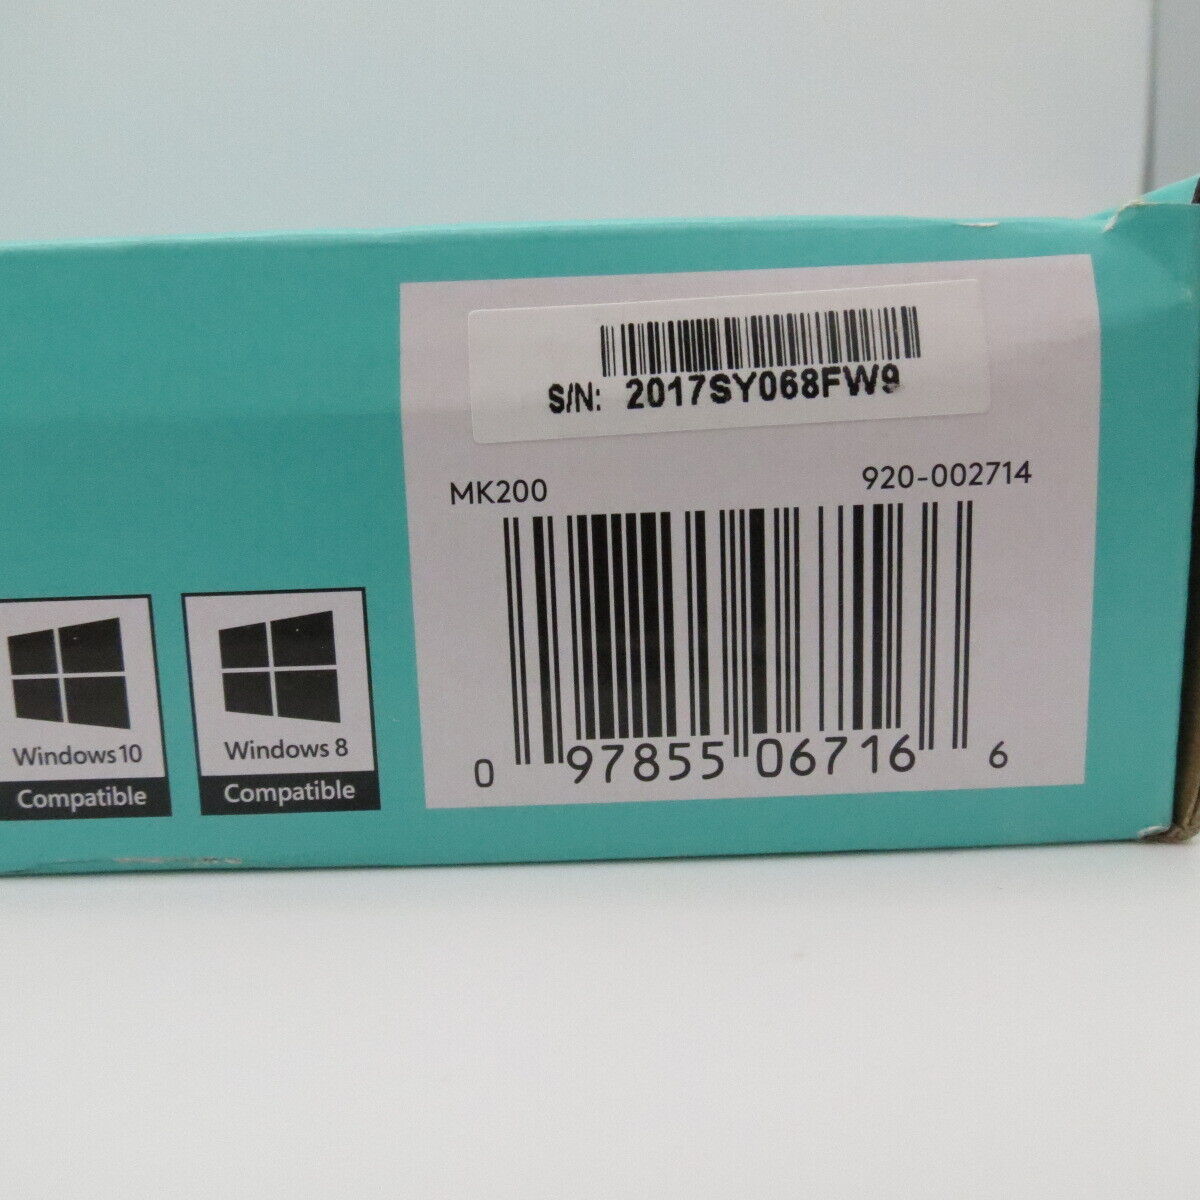 S/N: 2017SY068FW9
MK200 920-002714
0 97855 06716 6
Windows 10
Compatible
Windows 8
Compatible